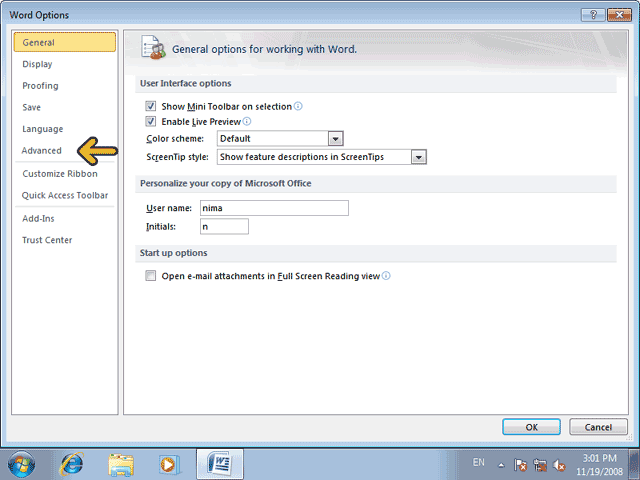 Word Options
General
Display
Proofing
Save
Language
Advanced
Customize Ribbon
Quick Access Toolbar
Add-Ins
Trust Center
General options for working with Word.
User Interface options
Show Mini Toolbar on selection
Enable Live Preview
Color scheme: Default
ScreenTip style: Show feature descriptions in ScreenTips
Personalize your copy of Microsoft Office
User name: nima
Initials: n
Start up options
Open e-mail attachments in Full Screen Reading view
OK Cancel
EN 3:01 PM
11/19/2008